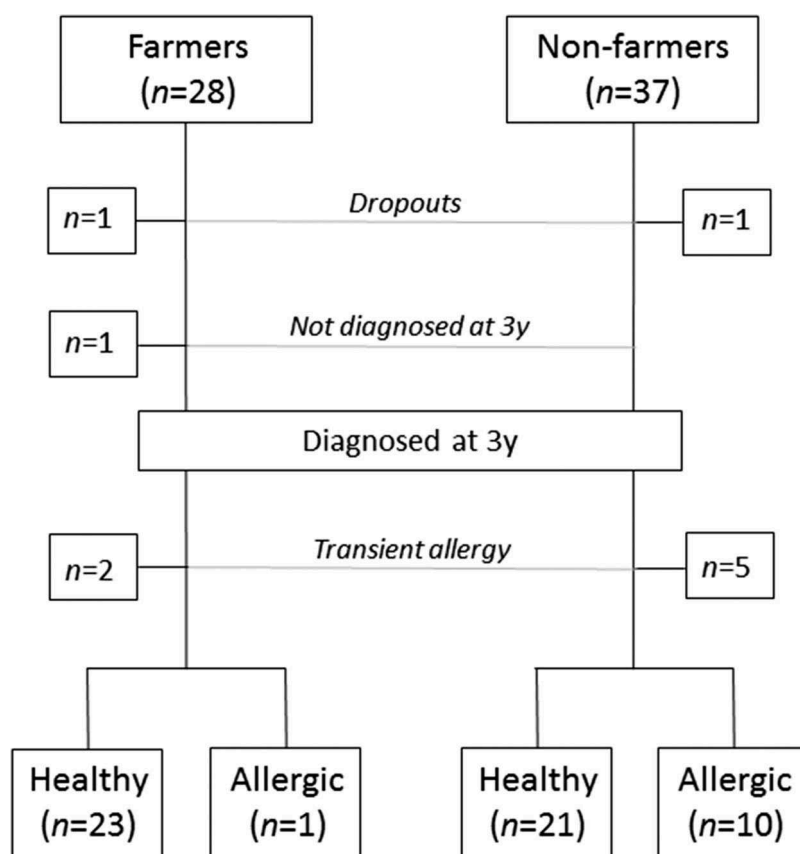 Farmers
(n=28)
Non-farmers
(n=37)
n=1
Dropouts
n=1
n=1
Not diagnosed at 3y
Diagnosed at 3y
n=2
Transient allergy
n=5
Healthy
(n=23)
Allergic
(n=1)
Healthy
(n=21)
Allergic
(n=10)